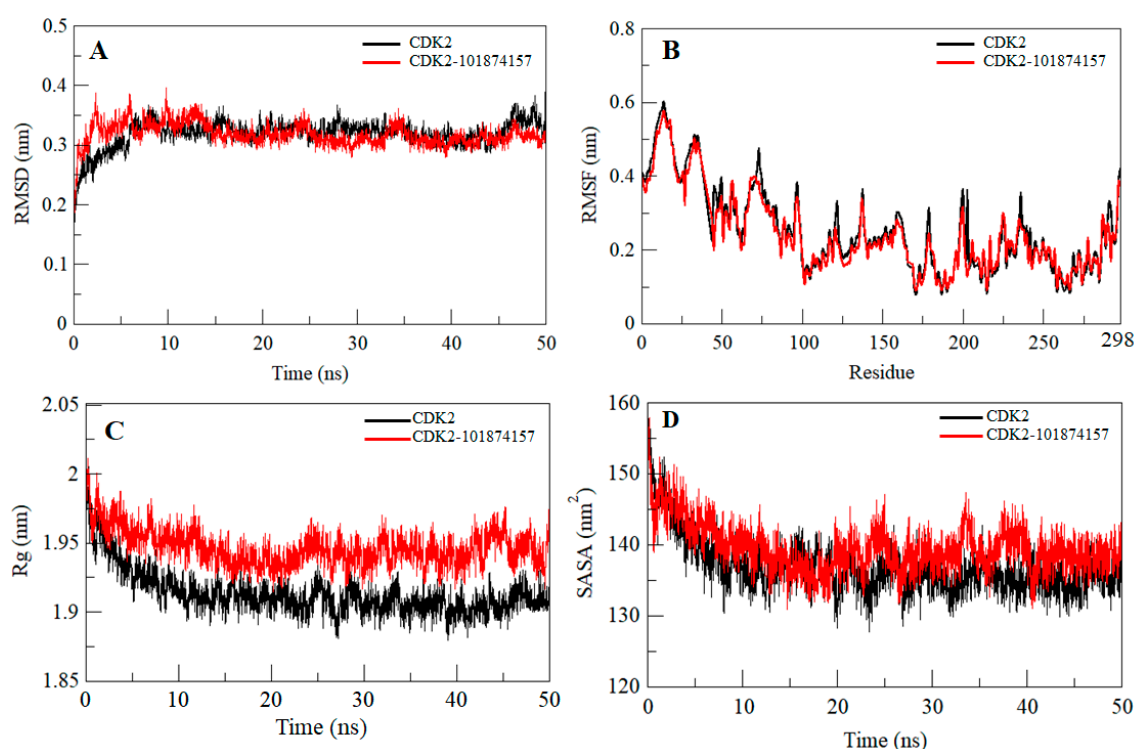 A
CDK2
CDK2-101874157
RMSD (nm)
0.5
0.4
0.3
0.2
0.1
0
0 10 20 30 40 50
Time (ns)
B
CDK2
CDK2-101874157
RMSF (nm)
0.8
0.6
0.4
0.2
0
0 50 100 150 200 250 298
Residue
C
CDK2
CDK2-101874157
Rg (nm)
2.05
2
1.95
1.9
1.85
0 10 20 30 40 50
Time (ns)
D
CDK2
CDK2-101874157
SASA (nm²)
160
150
140
130
120
0 10 20 30 40 50
Time (ns)